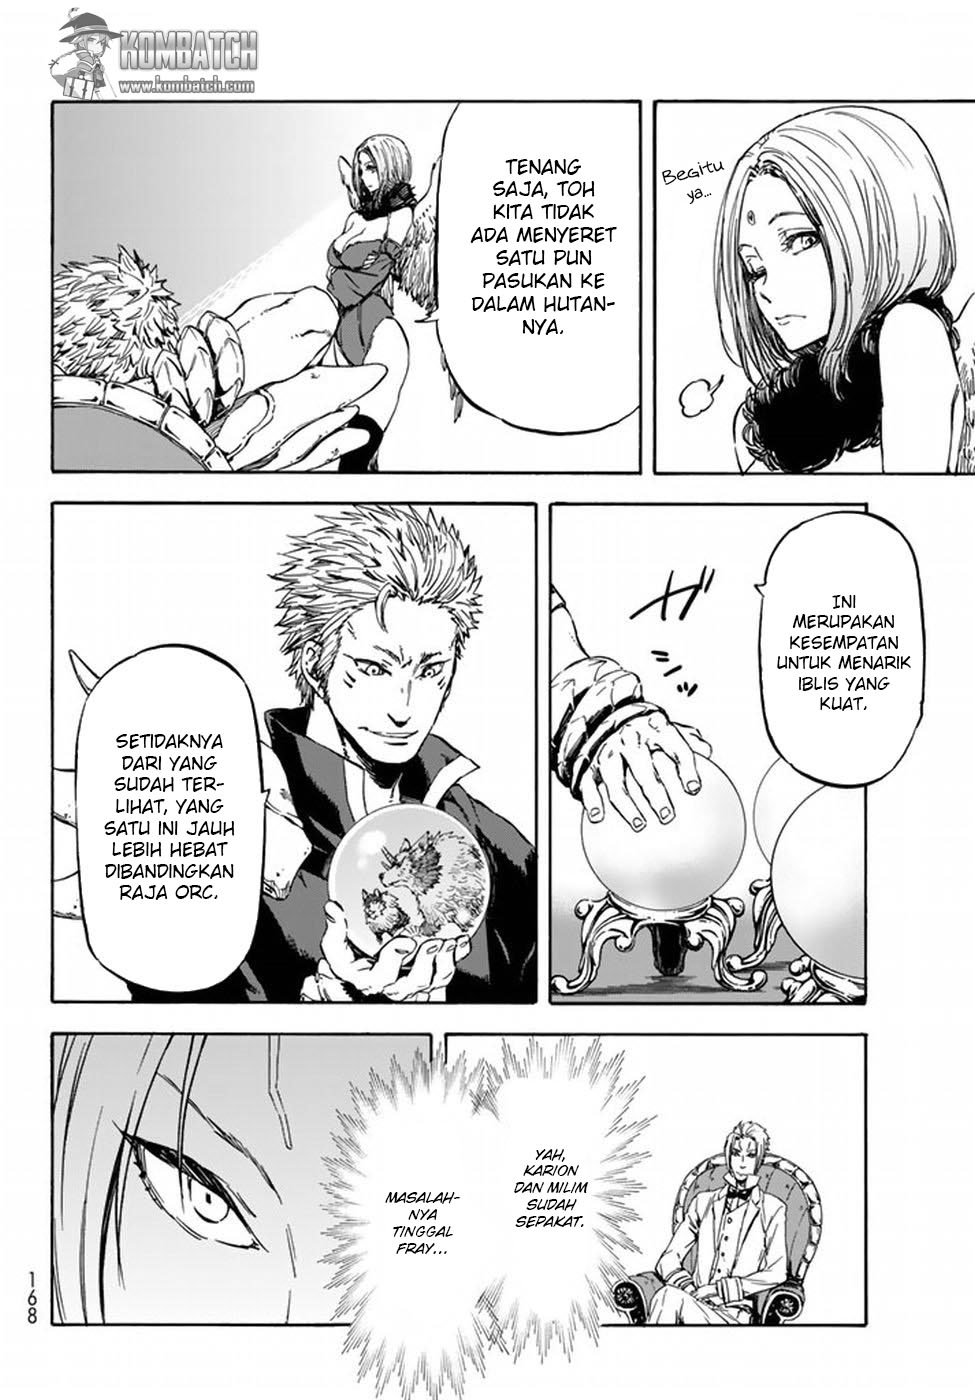 KOMBATCH
www.kombatch.com
Begitu
ya...
TENANG
SAJA, TOH
KITA TIDAK
ADA MENYERET
SATU PUN
PASUKAN KE
DALAM HUTAN-
NYA.
INI
MERUPAKAN
KESEMPATAN
UNTUK MENARIK
IBLIS YANG
KUAT.
SETIDAKNYA
DARI YANG
SUDAH TER-
LIHAT, YANG
SATU INI JAUH
LEBIH HEBAT
DIBANDINGKAN
RAJA ORC.
YAH,
KARION
DAN MILIM
SUDAH
SEPAKAT.
MASALAH-
NYA
TINGGAL
FRAY...
168